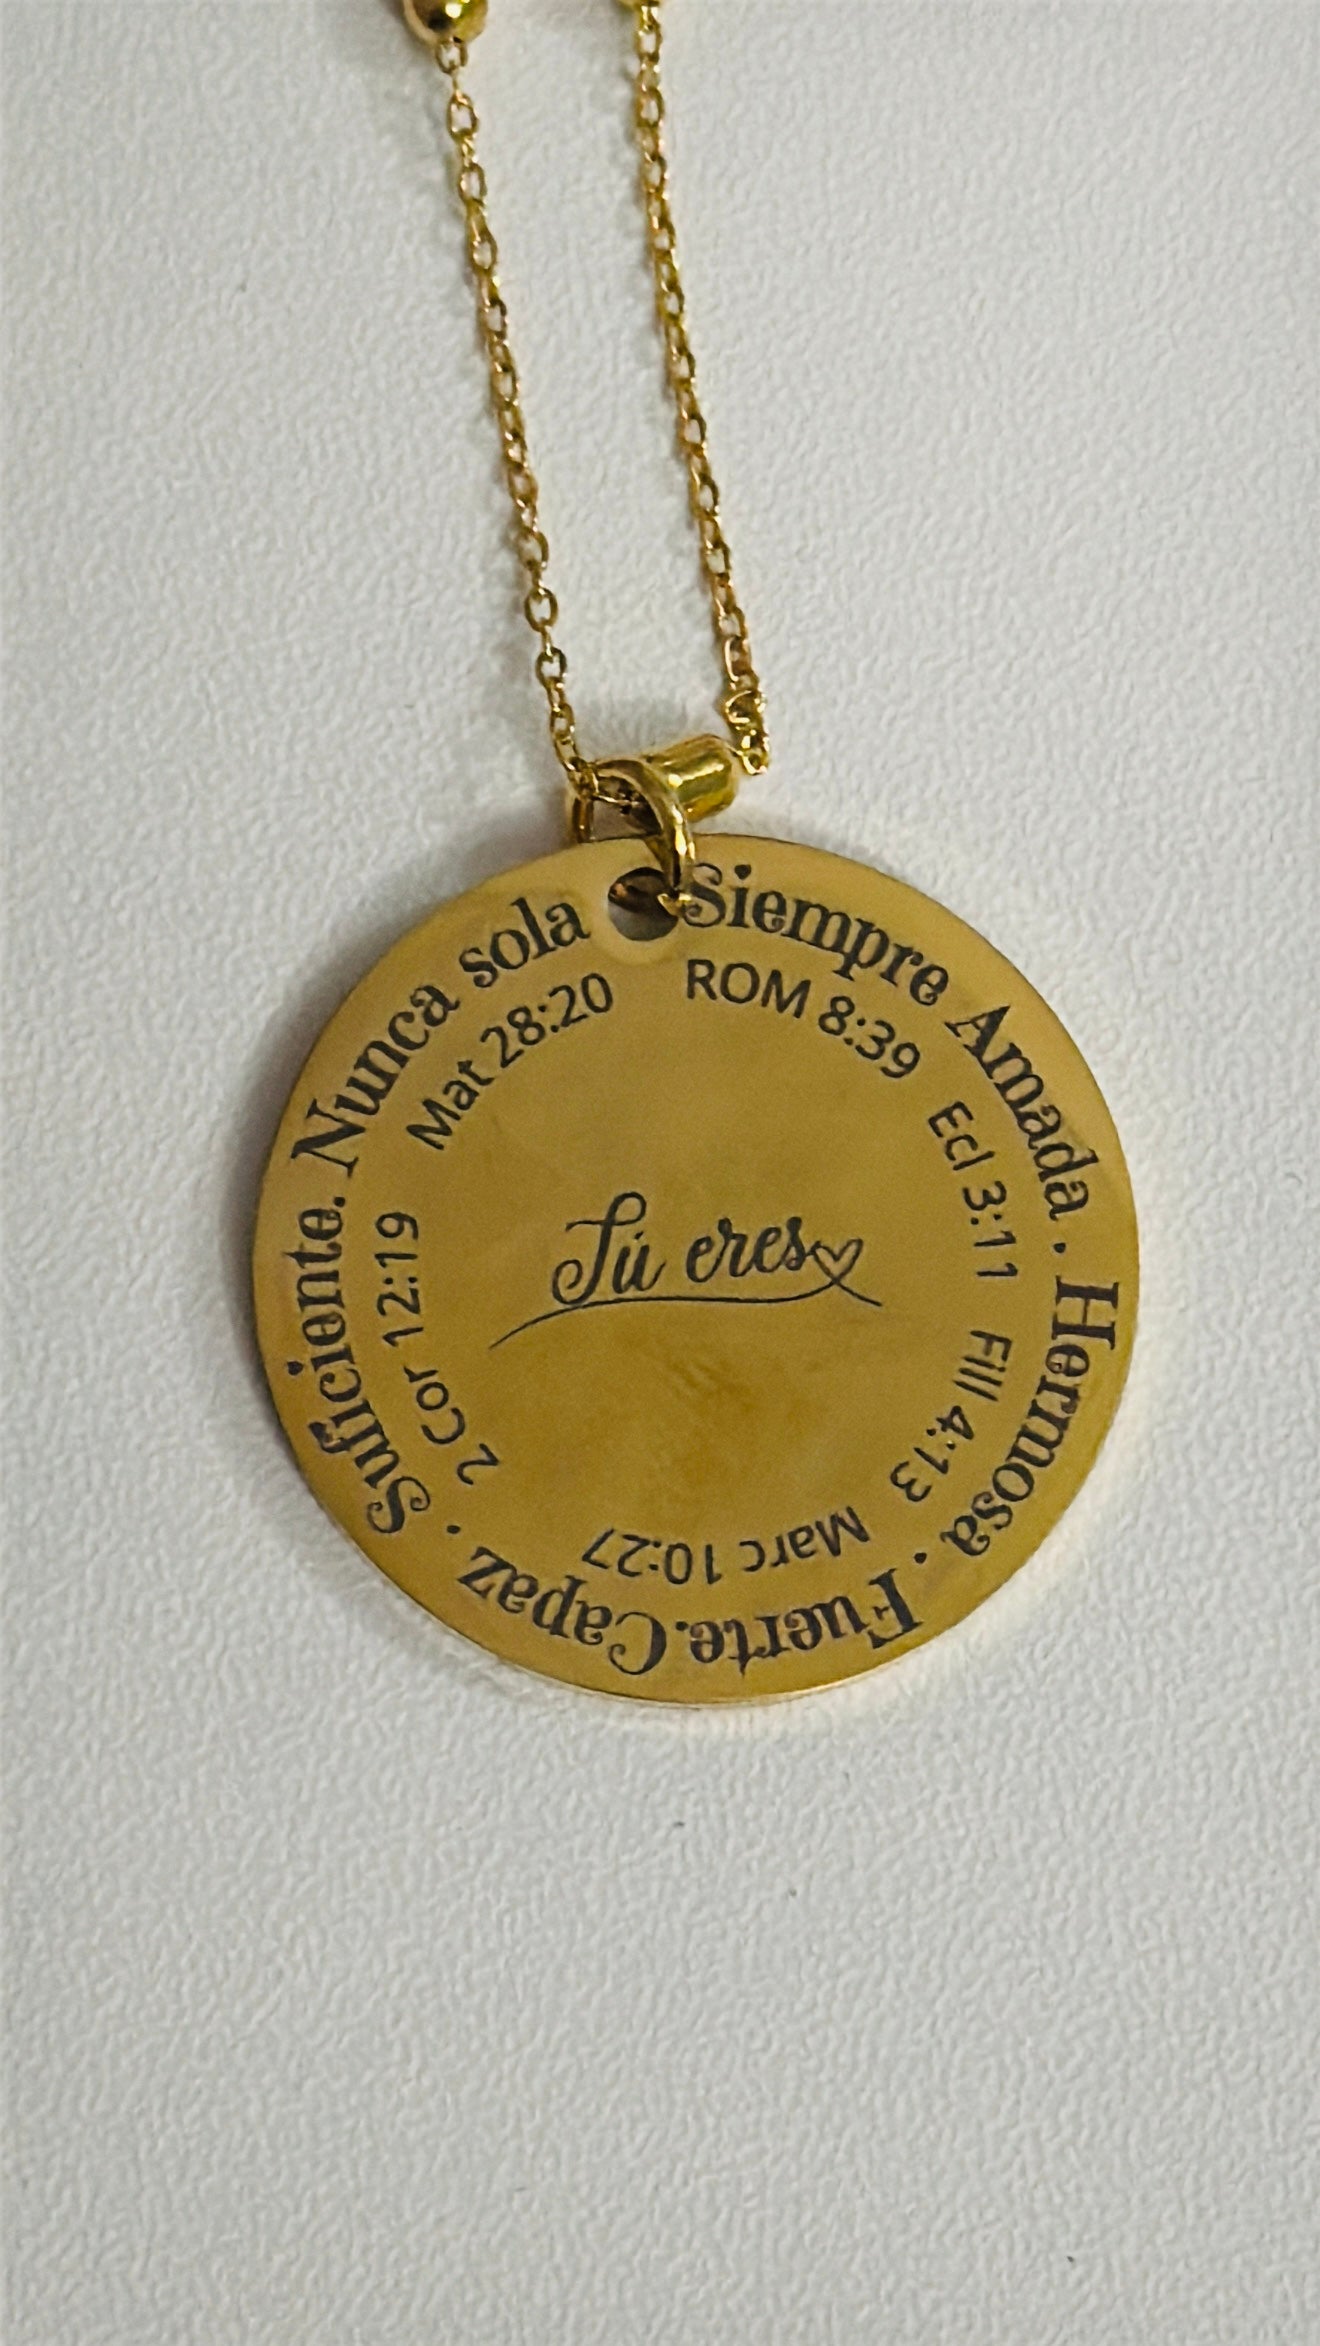 Siempre Amada . Hermosa . Fuerte. Capaz . Suficiente. Nunca sola
ROM 8:39 Ecl 3:11 Fill 4:13 Marc 10:27 2 Cor 12:19 Mat 28:20
Tú eres